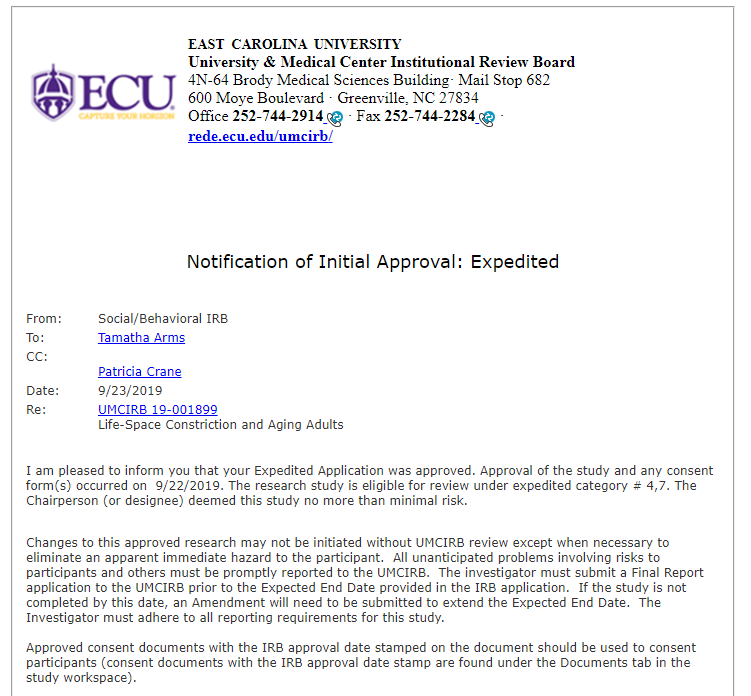 EAST CAROLINA UNIVERSITY
University & Medical Center Institutional Review Board
4N-64 Brody Medical Sciences Building· Mail Stop 682
600 Moye Boulevard · Greenville, NC 27834
Office 252-744-2914 · Fax 252-744-2284 ·
rede.ecu.edu/umcirb/
ECU
CAPTURE YOUR HORIZON
Notification of Initial Approval: Expedited
From: Social/Behavioral IRB
To: Tamatha Arms
CC:
Patricia Crane
Date: 9/23/2019
Re: UMCIRB 19-001899
Life-Space Constriction and Aging Adults
I am pleased to inform you that your Expedited Application was approved. Approval of the study and any consent
form(s) occurred on 9/22/2019. The research study is eligible for review under expedited category # 4,7. The
Chairperson (or designee) deemed this study no more than minimal risk.
Changes to this approved research may not be initiated without UMCIRB review except when necessary to
eliminate an apparent immediate hazard to the participant. All unanticipated problems involving risks to
participants and others must be promptly reported to the UMCIRB. The investigator must submit a Final Report
application to the UMCIRB prior to the Expected End Date provided in the IRB application. If the study is not
completed by this date, an Amendment will need to be submitted to extend the Expected End Date. The
Investigator must adhere to all reporting requirements for this study.
Approved consent documents with the IRB approval date stamped on the document should be used to consent
participants (consent documents with the IRB approval date stamp are found under the Documents tab in the
study workspace).